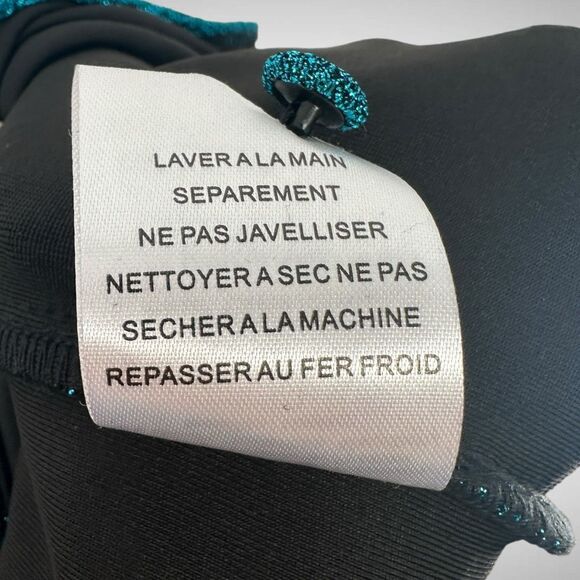 LAVER A LA MAIN
SEPAREMENT
NE PAS JAVELLISER
NETTOYER A SEC NE PAS
SECHER A LA MACHINE
REPASSER AU FER FROID